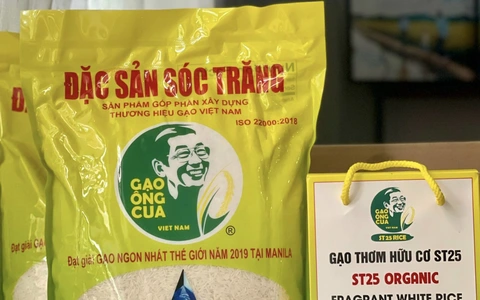 ĐẶC SẢN SÓC TRĂNG
SẢN PHẨM GÓP PHẦN XÂY DỰNG
THƯƠNG HIỆU GẠO VIỆT NAM
ISO 22000:2018
GẠO
ÔNG
CUA
VIỆT NAM
®
Đạt giải GẠO NGON NHẤT THẾ GIỚI NĂM 2019 TẠI MANILA
GẠO
ÔNG
CUA
ST25 RICE
GẠO THƠM HỮU CƠ ST25
ST25 ORGANIC
FRAGRANT WHITE RICE